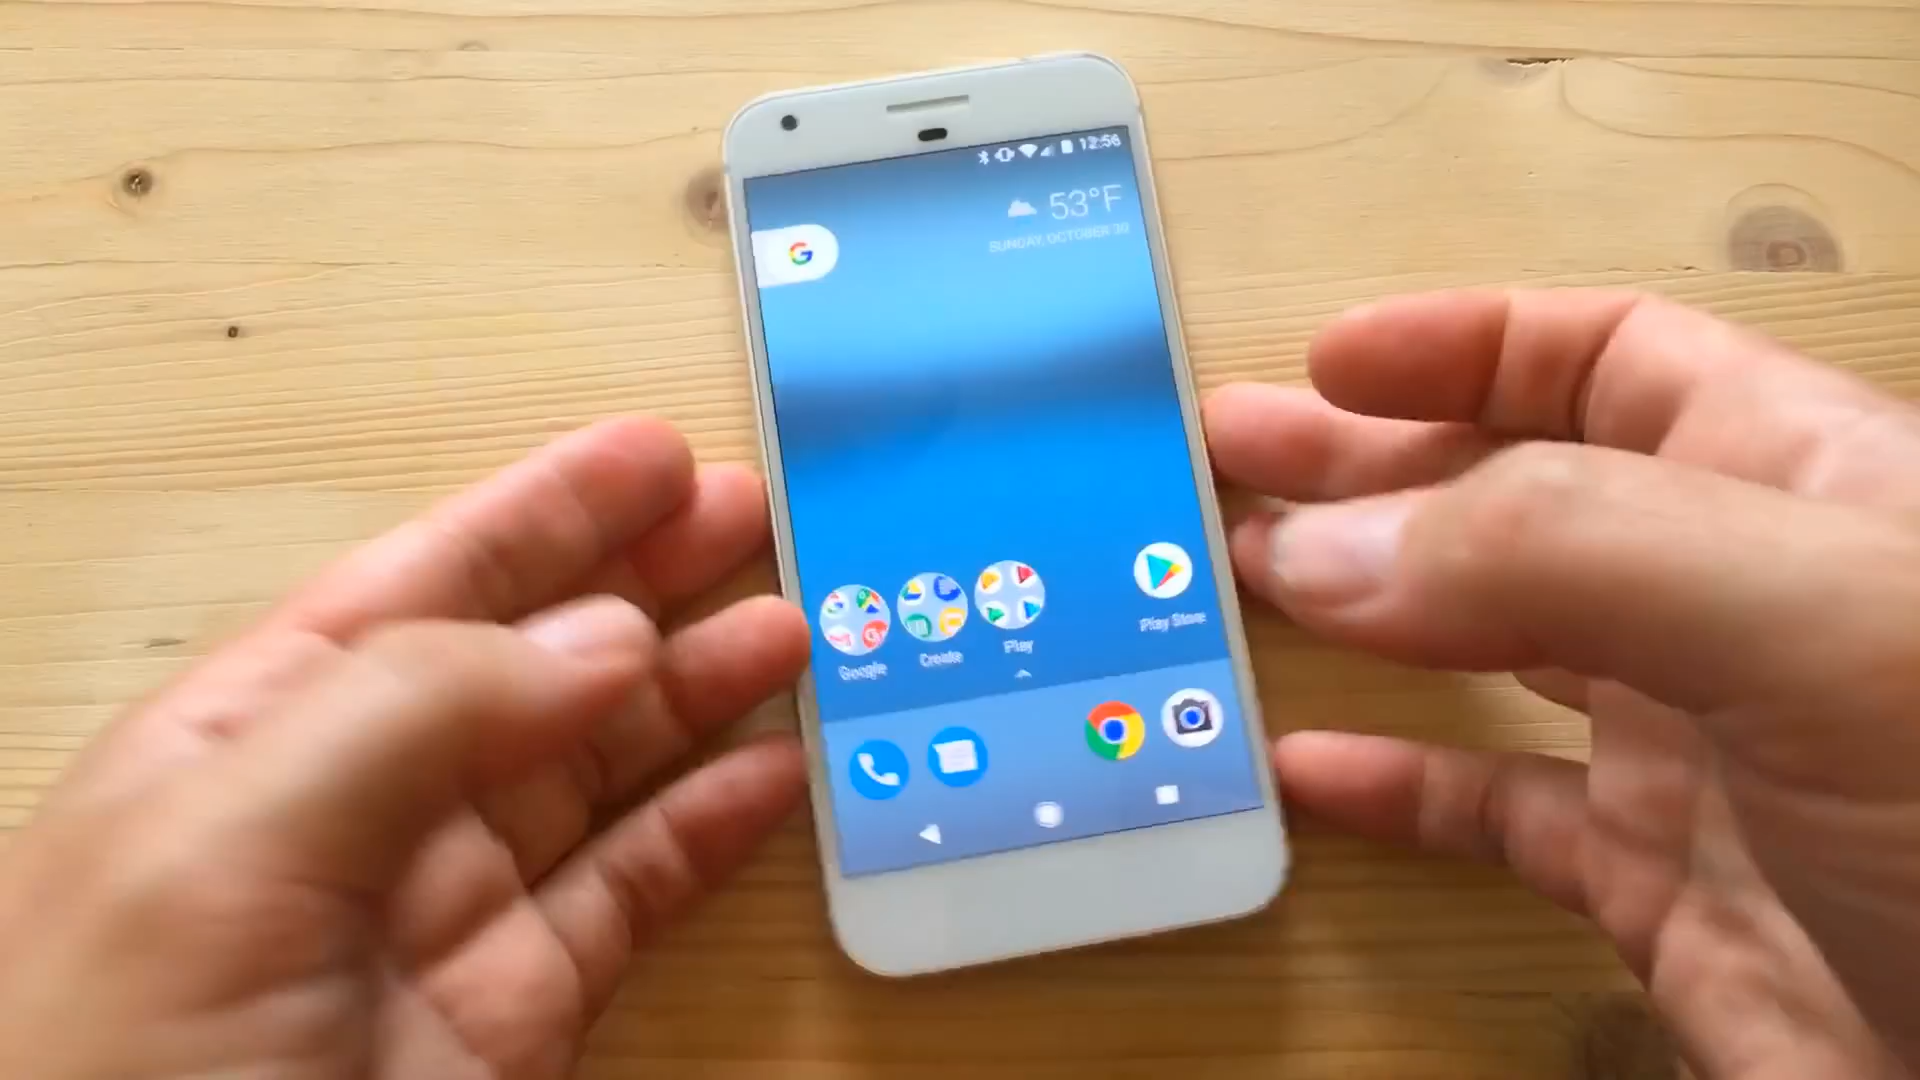 12:56
53°F
SUNDAY, OCTOBER 30
G
Google
Create
Play
Play Store